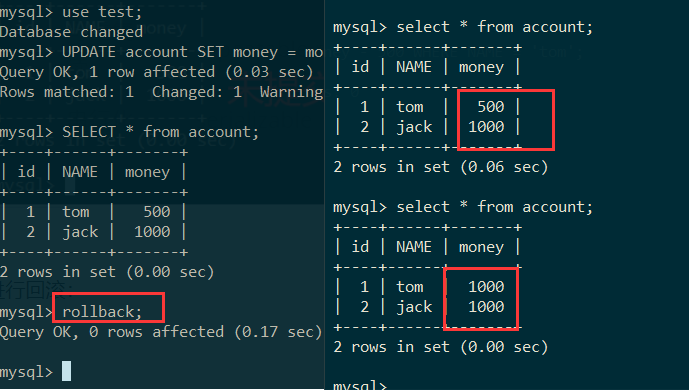 mysql> use test;
Database changed
mysql> UPDATE account SET money = mo
Query OK, 1 row affected (0.03 sec)
Rows matched: 1  Changed: 1  Warning
mysql> SELECT * from account;
+----+------+-------+
| id | NAME | money |
+----+------+-------+
|  1 | tom  |   500 |
|  2 | jack |  1000 |
+----+------+-------+
2 rows in set (0.00 sec)
mysql> rollback;
Query OK, 0 rows affected (0.17 sec)
mysql>
mysql> select * from account;
+----+------+-------+
| id | NAME | money |
+----+------+-------+
|  1 | tom  |   500 |
|  2 | jack |  1000 |
+----+------+-------+
2 rows in set (0.06 sec)
mysql> select * from account;
+----+------+-------+
| id | NAME | money |
+----+------+-------+
|  1 | tom  |  1000 |
|  2 | jack |  1000 |
+----+------+-------+
2 rows in set (0.00 sec)
mysql>